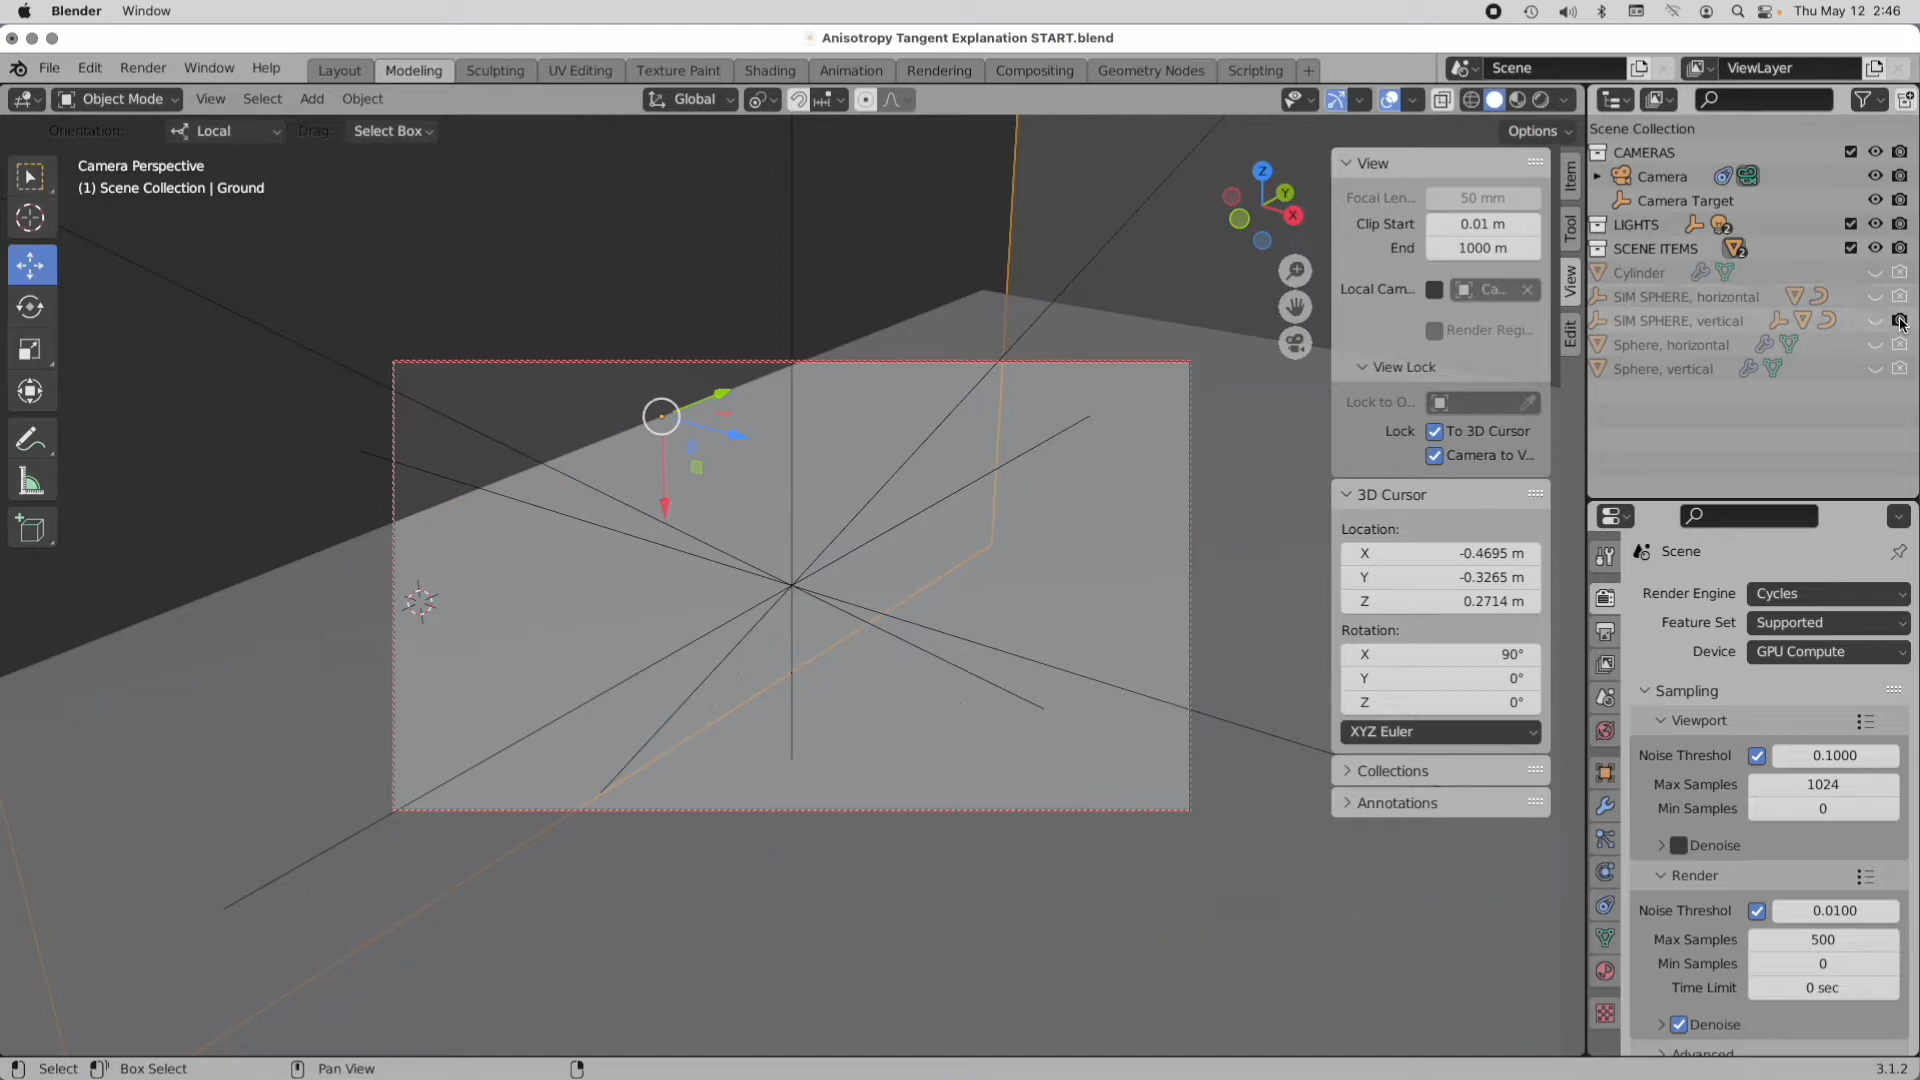 Blender Window
Thu May 12 2:46
Anisotropy Tangent Explanation START.blend
File Edit Render Window Help
Layout Modeling Sculpting UV Editing Texture Paint Shading Animation Rendering Compositing Geometry Nodes Scripting
Scene
ViewLayer
Object Mode View Select Add Object
Global
Orientation: Local Drag: Select Box
Options
Camera Perspective
(1) Scene Collection | Ground
Z
Y
X
View
Focal Len... 50 mm
Clip Start 0.01 m
End 1000 m
Local Cam... Ca...
Render Regi...
View Lock
Lock to O...
Lock To 3D Cursor
Camera to V...
3D Cursor
Location:
X -0.4695 m
Y -0.3265 m
Z 0.2714 m
Rotation:
X 90°
Y 0°
Z 0°
XYZ Euler
Collections
Annotations
Item
Tool
View
Edit
Scene Collection
CAMERAS
Camera
Camera Target
LIGHTS 2
SCENE ITEMS 2
Cylinder
SIM SPHERE, horizontal
SIM SPHERE, vertical
Sphere, horizontal
Sphere, vertical
Scene
Render Engine Cycles
Feature Set Supported
Device GPU Compute
Sampling
Viewport
Noise Threshol 0.1000
Max Samples 1024
Min Samples 0
Denoise
Render
Noise Threshol 0.0100
Max Samples 500
Min Samples 0
Time Limit 0 sec
Denoise
Advanced
Select Box Select Pan View
3.1.2